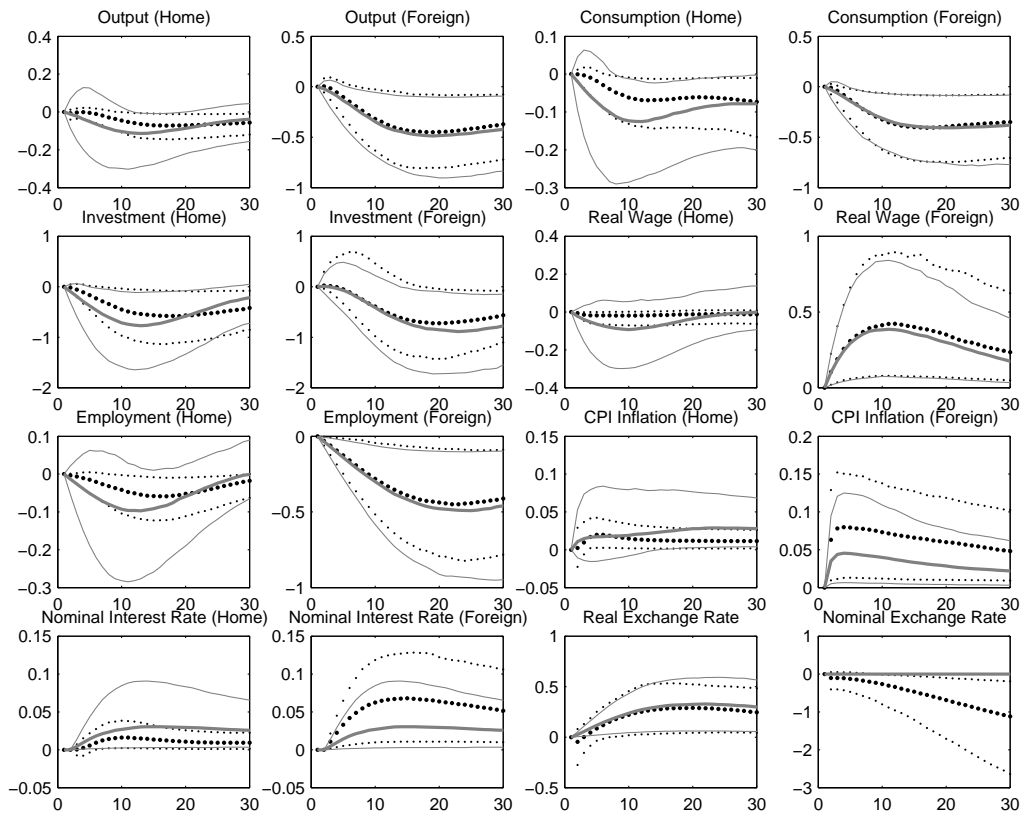 Output (Home) Output (Foreign) Consumption (Home) Consumption (Foreign)
0.4 0.5 0.1 0.5
0.2 0 0 0
0 −0.5 −0.1 −0.5
−0.2 −0.2
−0.4 −1 −0.3 −1
0 10 20 30 0 10 20 30 0 10 20 30 0 10 20 30
Investment (Home) Investment (Foreign) Real Wage (Home) Real Wage (Foreign)
1 1 0.4 1
0 0 0.2 0.5
−1 −1 0
−0.2
−2 −2 −0.4 0
0 10 20 30 0 10 20 30 0 10 20 30 0 10 20 30
Employment (Home) Employment (Foreign) CPI Inflation (Home) CPI Inflation (Foreign)
0.1 0 0.15 0.2
0 −0.5 0.1 0.15
−0.1 0.05 0.1
−0.2 0 0.05
−0.3 −1 −0.05 0
0 10 20 30 0 10 20 30 0 10 20 30 0 10 20 30
Nominal Interest Rate (Home) Nominal Interest Rate (Foreign) Real Exchange Rate Nominal Exchange Rate
0.15 0.15 1 1
0.1 0.1 0.5 0
0.05 0.05 0 −1
0 0 −2
−0.05 −0.05 −0.5 −3
0 10 20 30 0 10 20 30 0 10 20 30 0 10 20 30